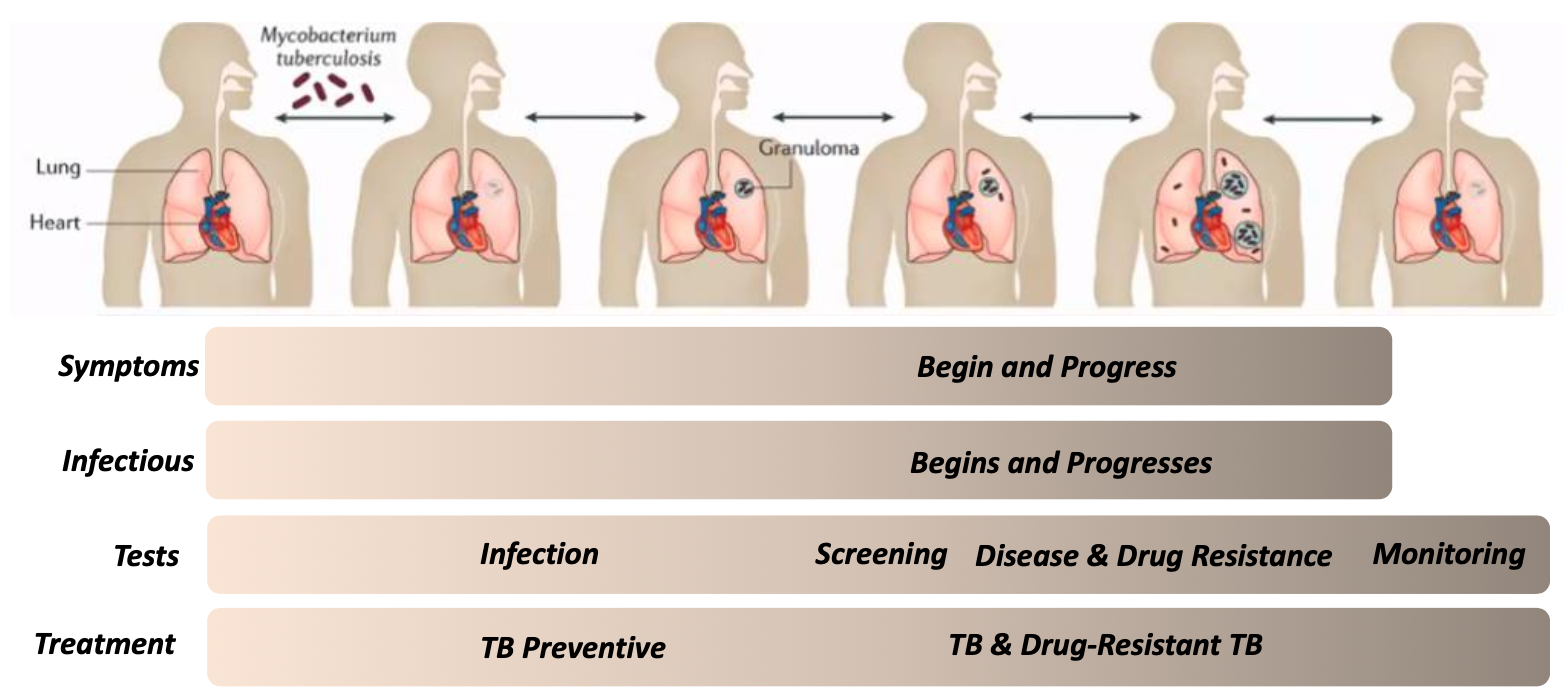 Mycobacterium
tuberculosis
Granuloma
Lung
Heart
Symptoms
Begin and Progress
Infectious
Begins and Progresses
Tests
Infection
Screening
Disease & Drug Resistance
Monitoring
Treatment
TB Preventive
TB & Drug-Resistant TB